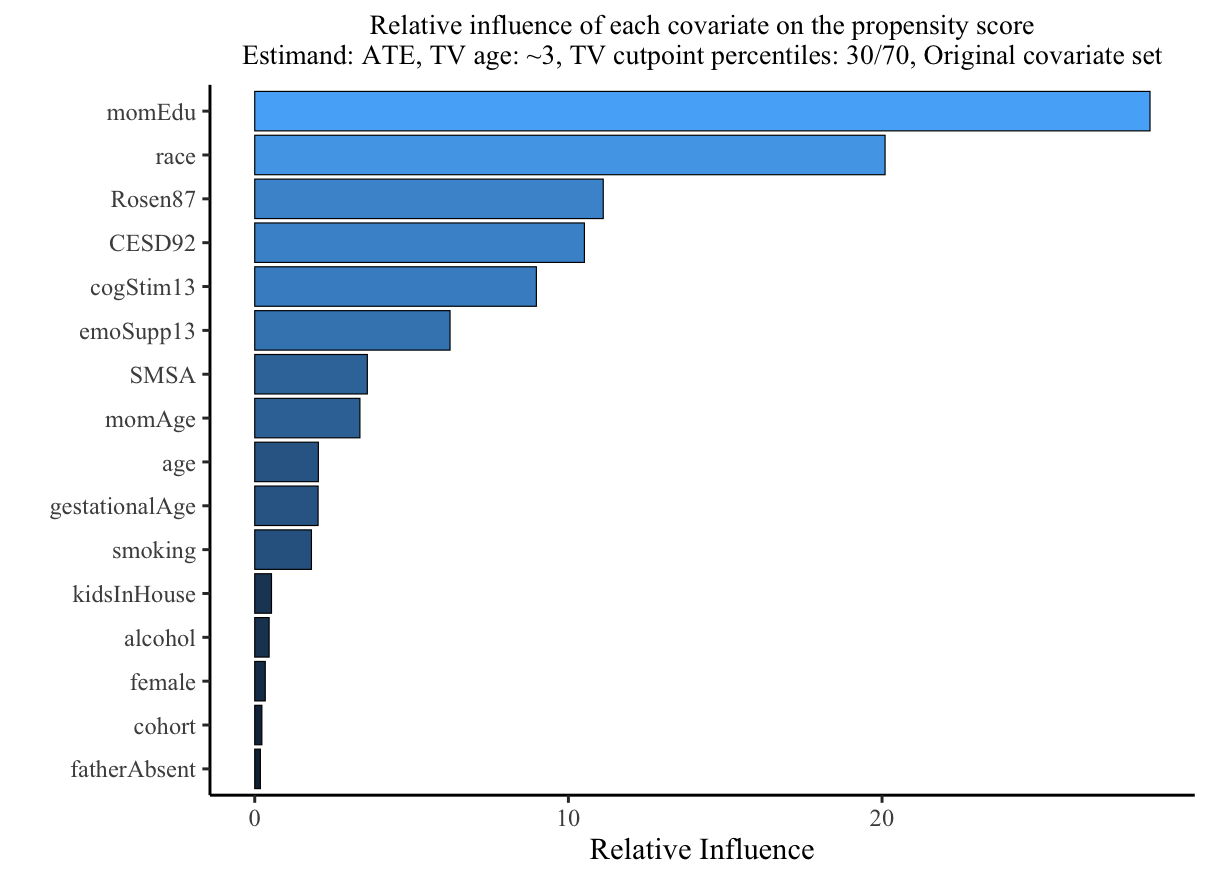 Relative influence of each covariate on the propensity score
Estimand: ATE, TV age: ~3, TV cutpoint percentiles: 30/70, Original covariate set
momEdu
race
Rosen87
CESD92
cogStim13
emoSupp13
SMSA
momAge
age
gestationalAge
smoking
kidsInHouse
alcohol
female
cohort
fatherAbsent
0 10 20
Relative Influence